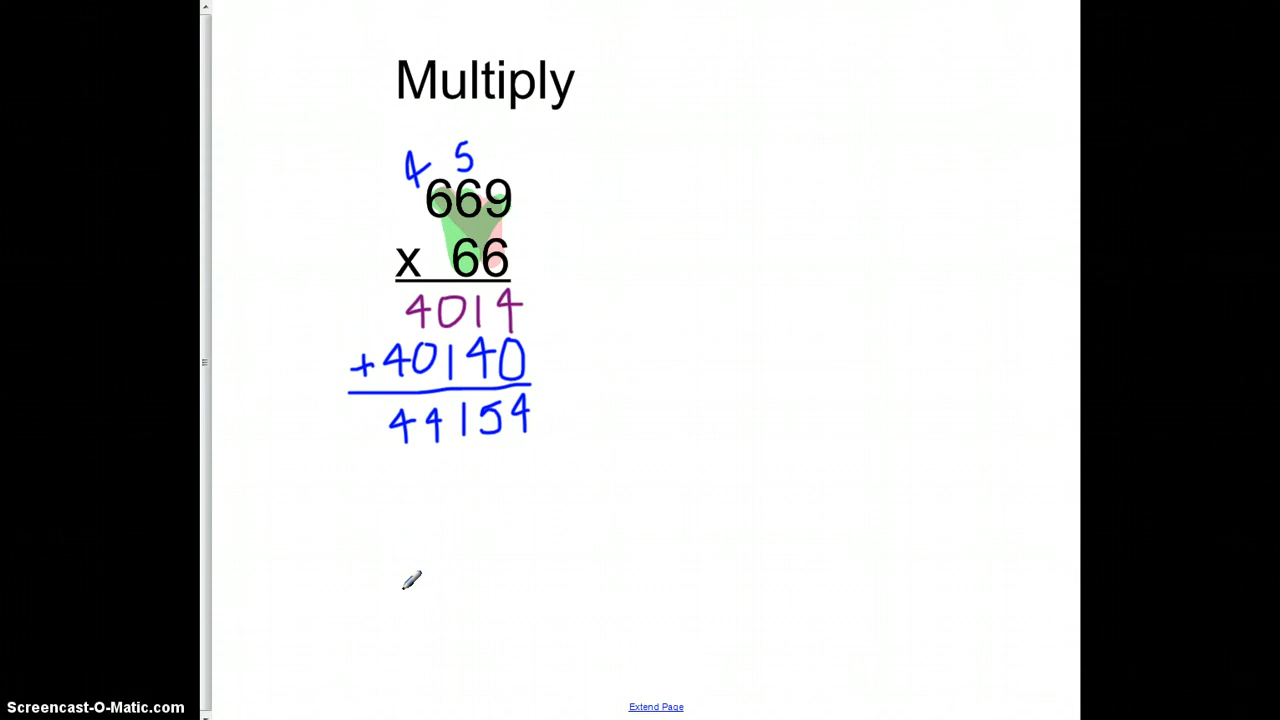 Multiply
4 5
669
x 66
4014
+40140
44154
Extend Page
Screencast-O-Matic.com